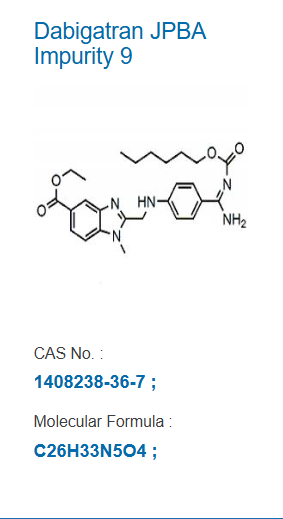 Dabigatran JPBA
Impurity 9
O
O
N
O
O
N
HN
N
NH2
N
CAS No. :
1408238-36-7 ;
Molecular Formula :
C26H33N5O4 ;